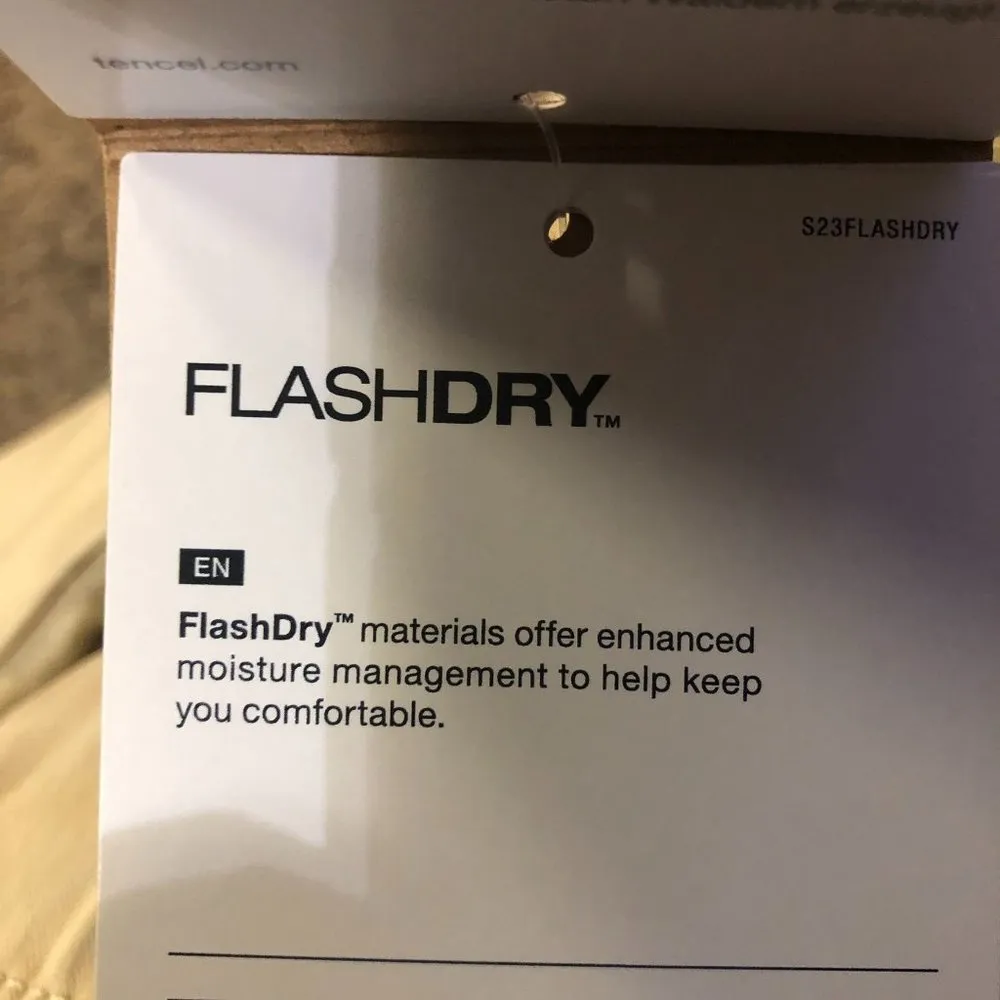 tencel.com
S23FLASHDRY
FLASHDRY™
EN
FlashDry™ materials offer enhanced
moisture management to help keep
you comfortable.